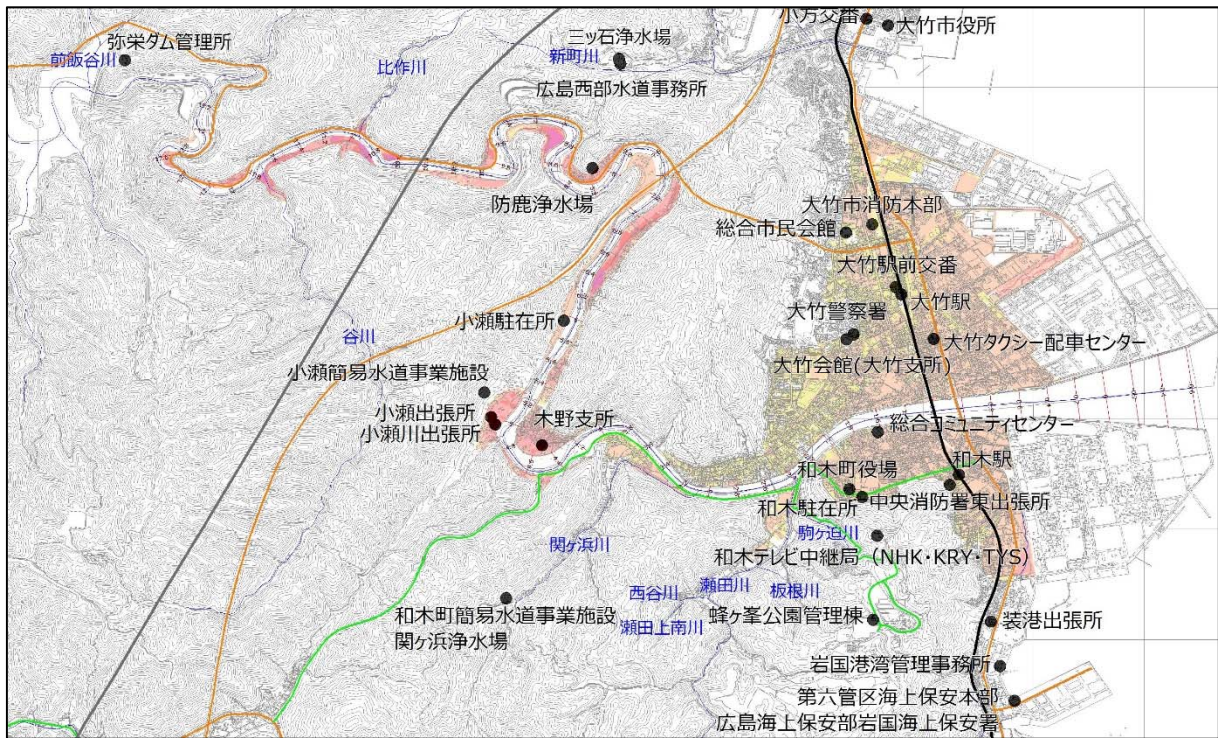 小方交番
大竹市役所
弥栄ダム管理所
前飯谷川
三ッ石浄水場
新町川
比作川
広島西部水道事務所
防鹿浄水場
大竹市消防本部
総合市民会館
大竹駅前交番
大竹駅
大竹警察署
小瀬駐在所
大竹タクシー配車センター
谷川
大竹会館(大竹支所)
小瀬簡易水道事業施設
小瀬出張所
小瀬川出張所
木野支所
総合コミュニティセンター
和木駅
和木町役場
中央消防署東出張所
和木駐在所
駒ヶ迫川
関ヶ浜川
和木テレビ中継局（NHK・KRY・TYS）
西谷川
瀬田川
板根川
和木町簡易水道事業施設
関ヶ浜浄水場
瀬田上南川
蜂ヶ峯公園管理棟
装港出張所
岩国港湾管理事務所
第六管区海上保安本部
広島海上保安部岩国海上保安署